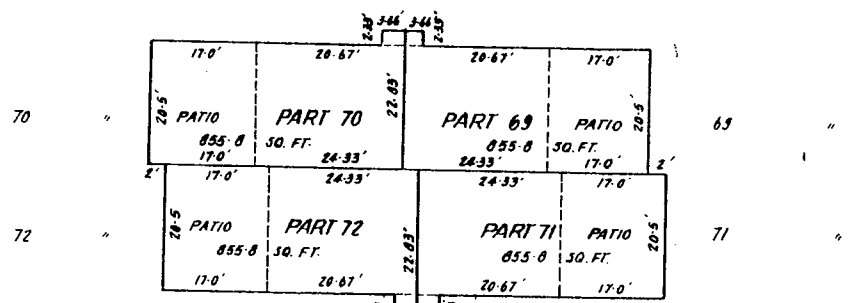 2.33' 3.66' 3.66' 2.33'
17.0' 20.67' 20.67' 17.0'
70 " 20.5' PATIO PART 70 22.83' PART 69 PATIO 20.5' 69 "
855.8 SQ. FT. 855.8 SQ. FT.
17.0' 24.33' 24.33' 17.0' 2'
2' 17.0' 24.33' 24.33' 17.0'
72 " 20.5 PATIO PART 72 22.83' PART 71 PATIO 20.5' 71 "
855.8 SQ. FT. 855.8 SQ. FT.
17.0' 20.67' 20.67' 17.0'